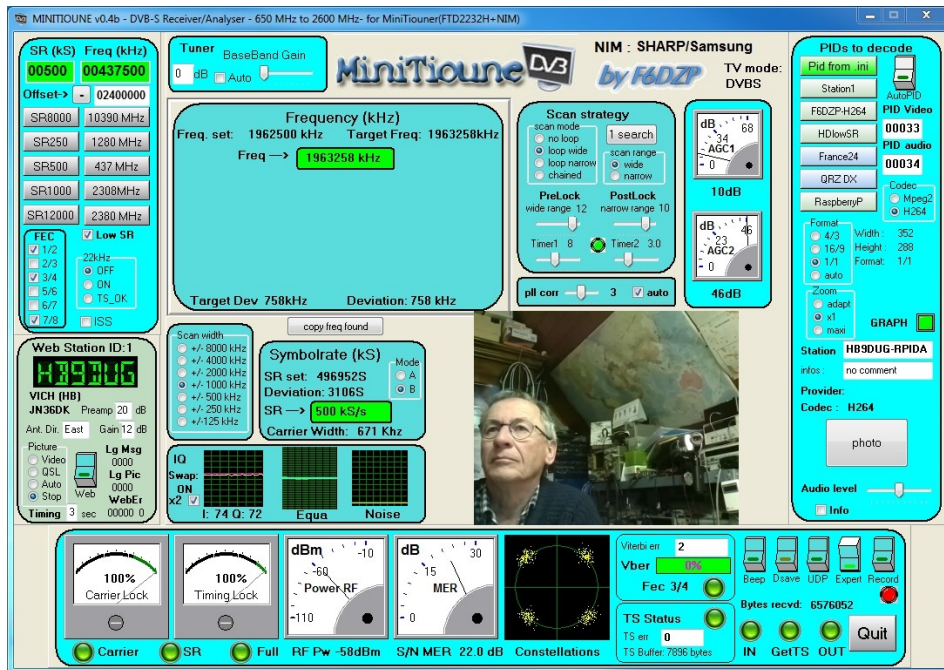 MINITIOUNE v0.4b - DVB-S Receiver/Analyser - 650 MHz to 2600 MHz- for MiniTiouner(FTD2232H+NIM)
SR (kS) Freq (kHz)
00500 00437500
Offset-> - 02400000
SR8000 10390 MHz
SR250 1280 MHz
SR500 437 MHz
SR1000 2308MHz
SR12000 2380 MHz
FEC
1/2
2/3
3/4
5/6
6/7
7/8
Low SR
22kHz
OFF
ON
TS_OK
ISS
Tuner
BaseBand Gain
0 dB Auto
MiniTioune DVB
by F6DZP
NIM : SHARP/Samsung
TV mode:
DVBS
Frequency (kHz)
Freq. set: 1962500 kHz Target Freq: 1963258kHz
Freq —> 1963258 kHz
Target Dev 758kHz Deviation: 758 kHz
copy freq found
Scan strategy
scan mode
no loop
loop wide
loop narrow
chained
1 search
scan range
wide
narrow
PreLock PostLock
wide range 12 narrow range 10
Timer1 8 Timer2 3.0
pll corr 3 auto
dB 68
34
AGC1
- 0
10dB
dB 46
23
AGC2
- 0
46dB
PIDs to decode
Pid from .ini
Station1
F6DZP-H264
HDlowSR
France24
QRZ DX
RaspberryP
AutoPID
PID Video
00033
PID audio
00034
Codec
Mpeg2
H264
Format
4/3
16/9
1/1
auto
Width : 352
Height : 288
Format: 1/1
Zoom
adapt
x1
maxi
GRAPH
Station HB9DUG-RPIDA
infos : no comment
Provider:
Codec : H264
photo
Audio level
Info
Web Station ID:1
HB9DUG
VICH (HB)
JN36DK Preamp 20 dB
Ant. Dir. East Gain 12 dB
Picture
Video
QSL
Auto
Stop
Web
Lg Msg
0000
Lg Pic
0000
WebEr
Timing 3 sec 00000 0
Scan width
+/- 8000 kHz
+/- 4000 kHz
+/- 2000 kHz
+/- 1000 kHz
+/- 500 kHz
+/- 250 kHz
+/-125 kHz
Symbolrate (kS)
SR set: 496952S
Deviation: 3106S
SR —> 500 kS/s
Carrier Width: 671 Khz
Mode
A
B
IQ
Swap:
ON
x2
I: 74 Q: 72 Equa Noise
100%
Carrier Lock
100%
Timing Lock
dBm -10
-60
Power RF
-110
dB 30
15
MER
0
Carrier SR Full RF Pw -58dBm S/N MER 22.0 dB Constellations
Viterbi err 2
Vber 0%
Fec 3/4
TS Status
TS err 0
TS Buffer: 7896 bytes
Beep Dsave UDP Expert Record
Bytes recvd: 6576052
IN GetTS OUT
Quit